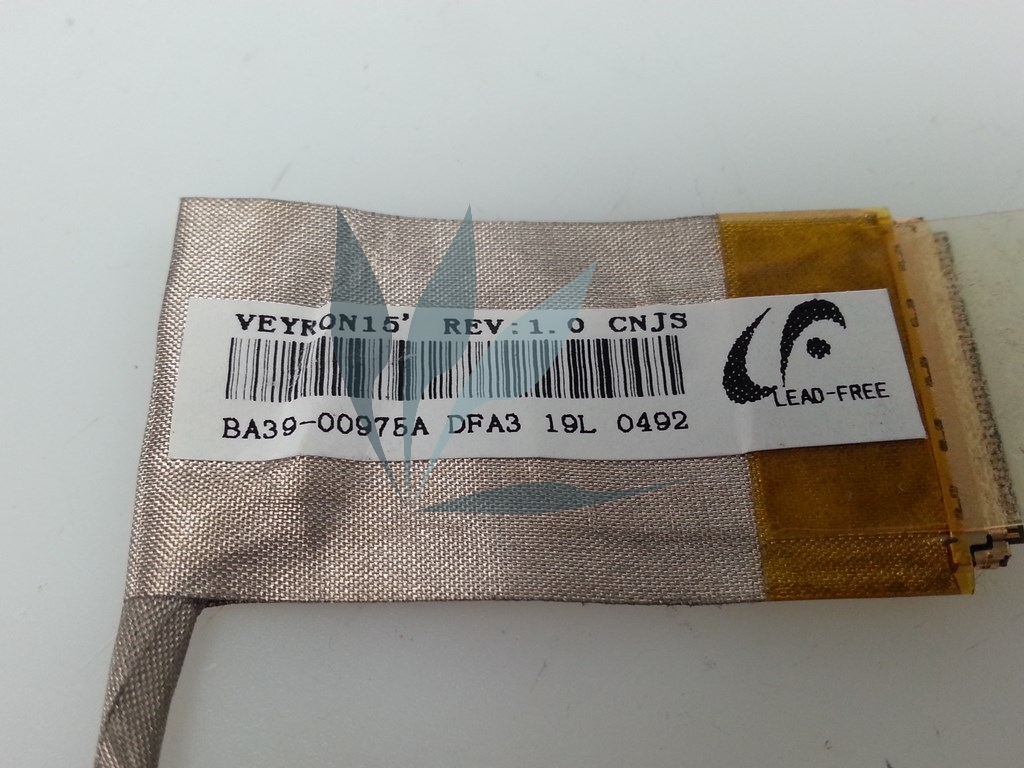 VEYRON15' REV:1.0 CNJS
BA39-00975A DFA3 19L 0492
LEAD-FREE